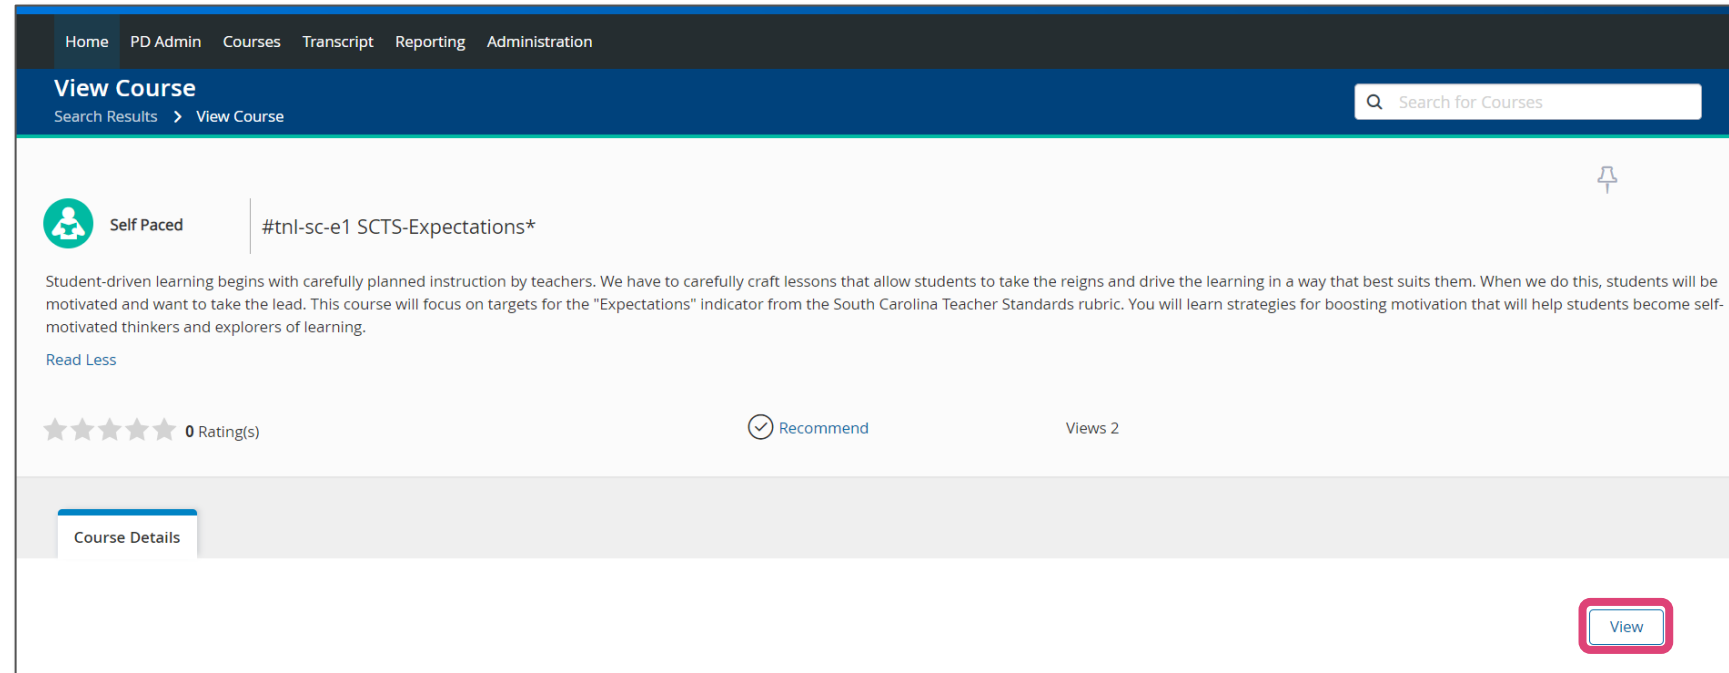 Home PD Admin Courses Transcript Reporting Administration
View Course
Search Results > View Course
Search for Courses
Self Paced
#tnl-sc-e1 SCTS-Expectations*
Student-driven learning begins with carefully planned instruction by teachers. We have to carefully craft lessons that allow students to take the reigns and drive the learning in a way that best suits them. When we do this, students will be
motivated and want to take the lead. This course will focus on targets for the "Expectations" indicator from the South Carolina Teacher Standards rubric. You will learn strategies for boosting motivation that will help students become self-
motivated thinkers and explorers of learning.
Read Less
0 Rating(s) Recommend Views 2
Course Details
View